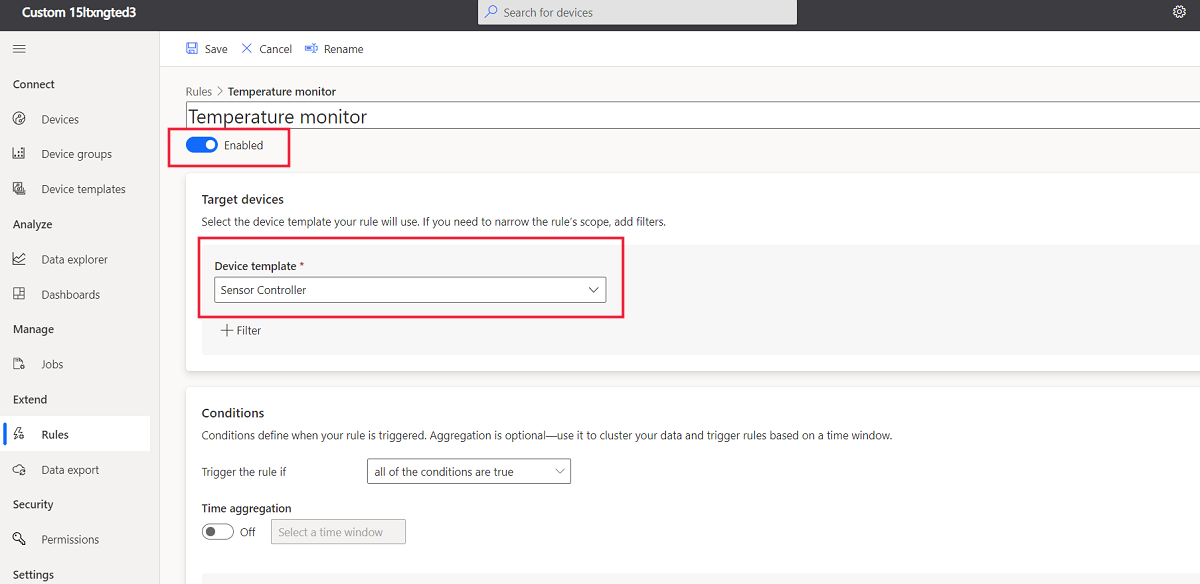 Custom 15ltxngted3
Search for devices
Save
Cancel
Rename
Connect
Devices
Device groups
Device templates
Analyze
Data explorer
Dashboards
Manage
Jobs
Extend
Rules
Data export
Security
Permissions
Settings
Rules > Temperature monitor
Temperature monitor
Enabled
Target devices
Select the device template your rule will use. If you need to narrow the rule's scope, add filters.
Device template *
Sensor Controller
+ Filter
Conditions
Conditions define when your rule is triggered. Aggregation is optional—use it to cluster your data and trigger rules based on a time window.
Trigger the rule if
all of the conditions are true
Time aggregation
Off
Select a time window